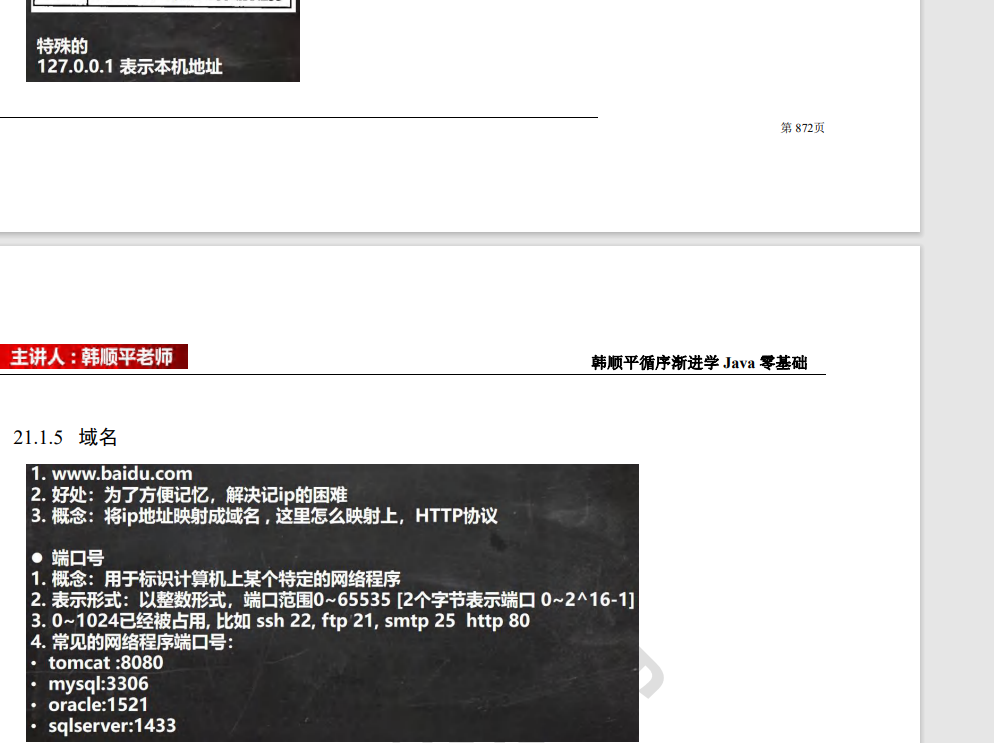 特殊的
127.0.0.1 表示本机地址
第 872页
主讲人：韩顺平老师
韩顺平循序渐进学 Java 零基础
21.1.5 域名
1. www.baidu.com
2. 好处：为了方便记忆，解决记ip的困难
3. 概念：将ip地址映射成域名 , 这里怎么映射上，HTTP协议
● 端口号
1. 概念：用于标识计算机上某个特定的网络程序
2. 表示形式：以整数形式，端口范围0~65535 [2个字节表示端口 0~2^16-1]
3. 0~1024已经被占用, 比如 ssh 22, ftp 21, smtp 25 http 80
4. 常见的网络程序端口号：
· tomcat :8080
· mysql:3306
· oracle:1521
· sqlserver:1433